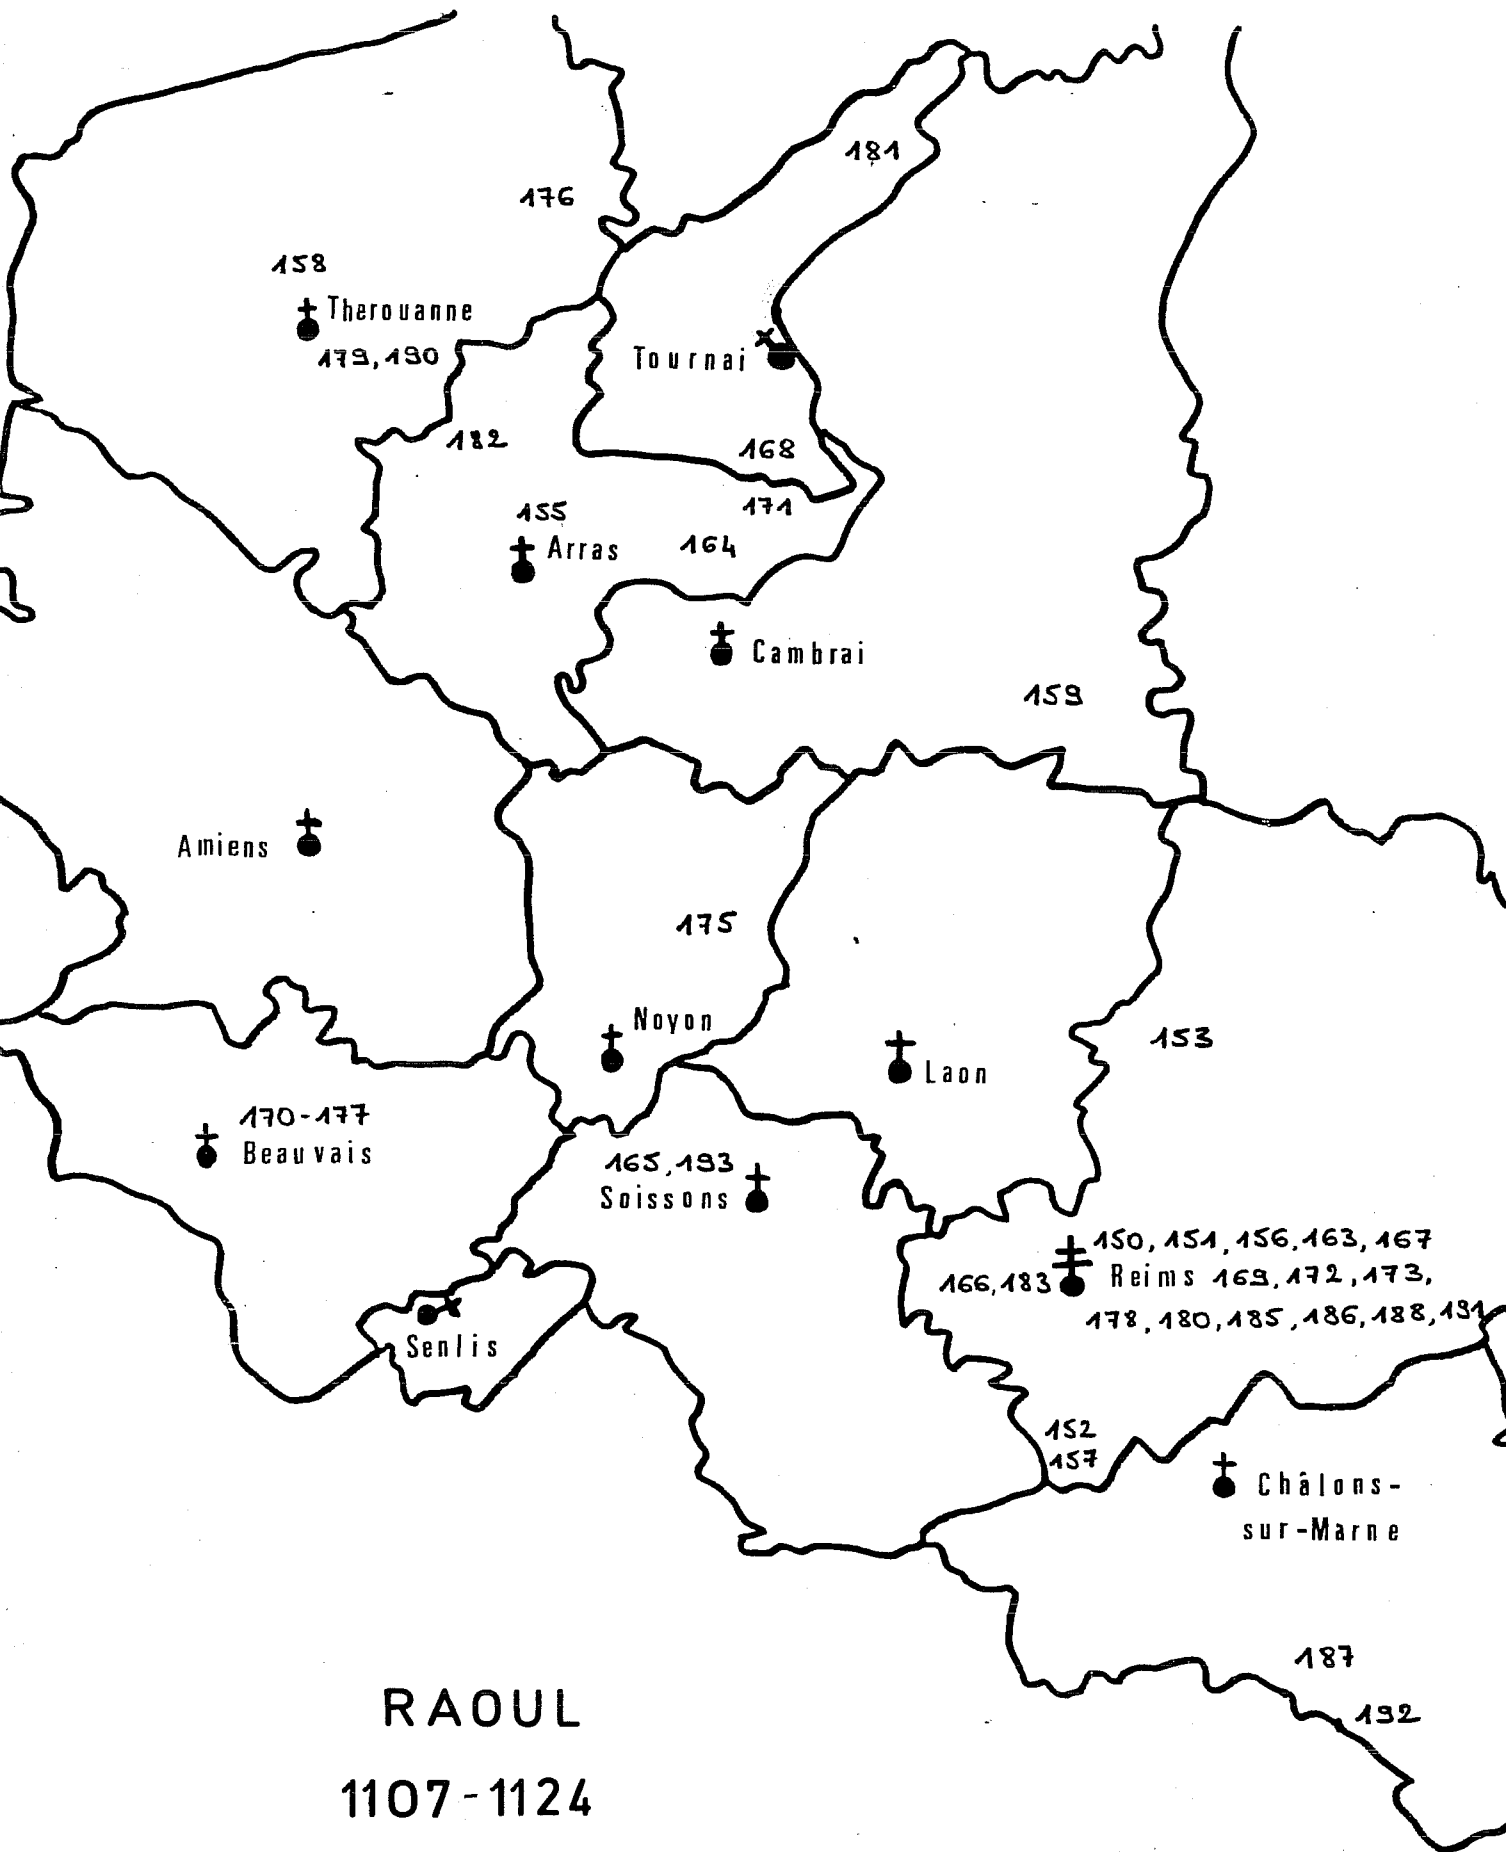 181
176
158
Therouanne
179, 190
Tournai
182
168
171
155
Arras
164
Cambrai
159
Amiens
175
Noyon
153
Laon
170-177
Beauvais
165, 193
Soissons
150, 151, 156, 163, 167
166, 183 Reims 169, 172, 173,
178, 180, 185, 186, 188, 191
Senlis
152
157
Châlons-
sur-Marne
187
192
RAOUL
1107-1124